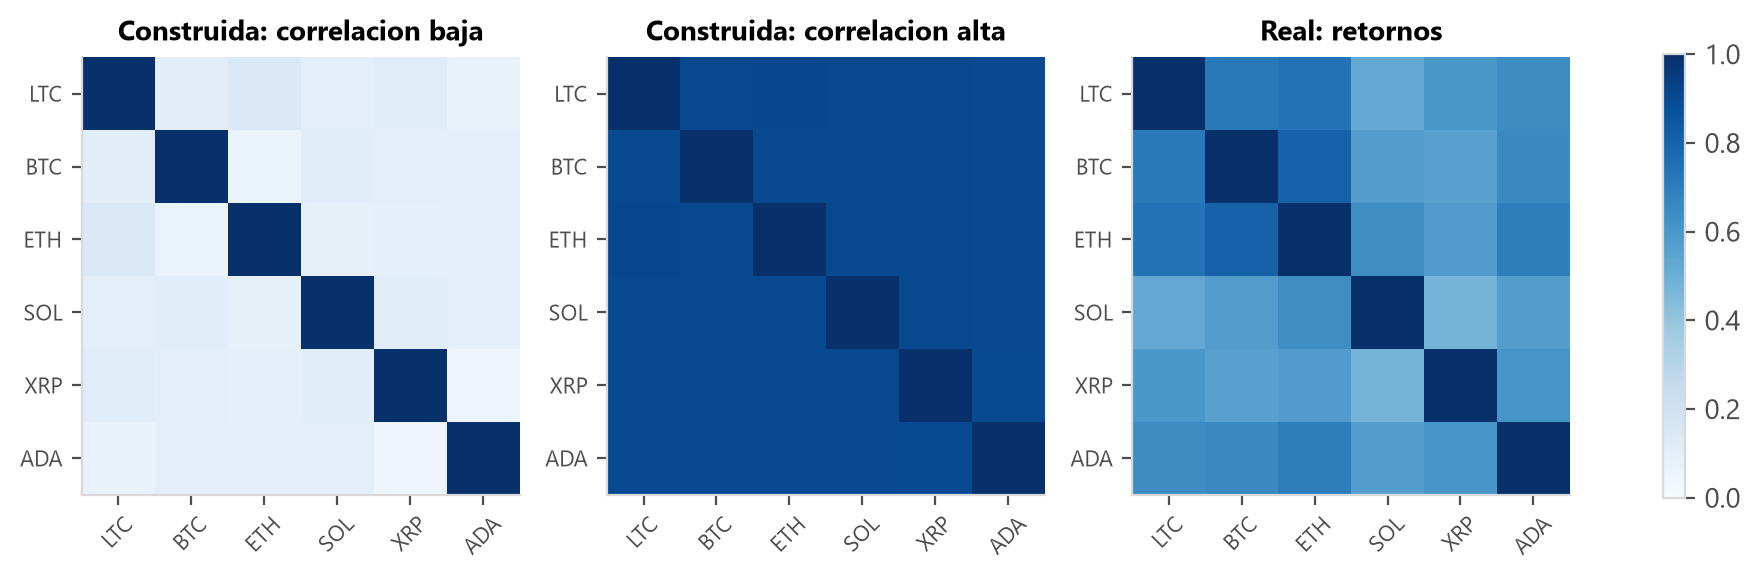 Construida: correlacion baja
LTC
BTC
ETH
SOL
XRP
ADA
LTC
BTC
ETH
SOL
XRP
ADA
Construida: correlacion alta
LTC
BTC
ETH
SOL
XRP
ADA
LTC
BTC
ETH
SOL
XRP
ADA
Real: retornos
LTC
BTC
ETH
SOL
XRP
ADA
LTC
BTC
ETH
SOL
XRP
ADA
1.0
0.8
0.6
0.4
0.2
0.0